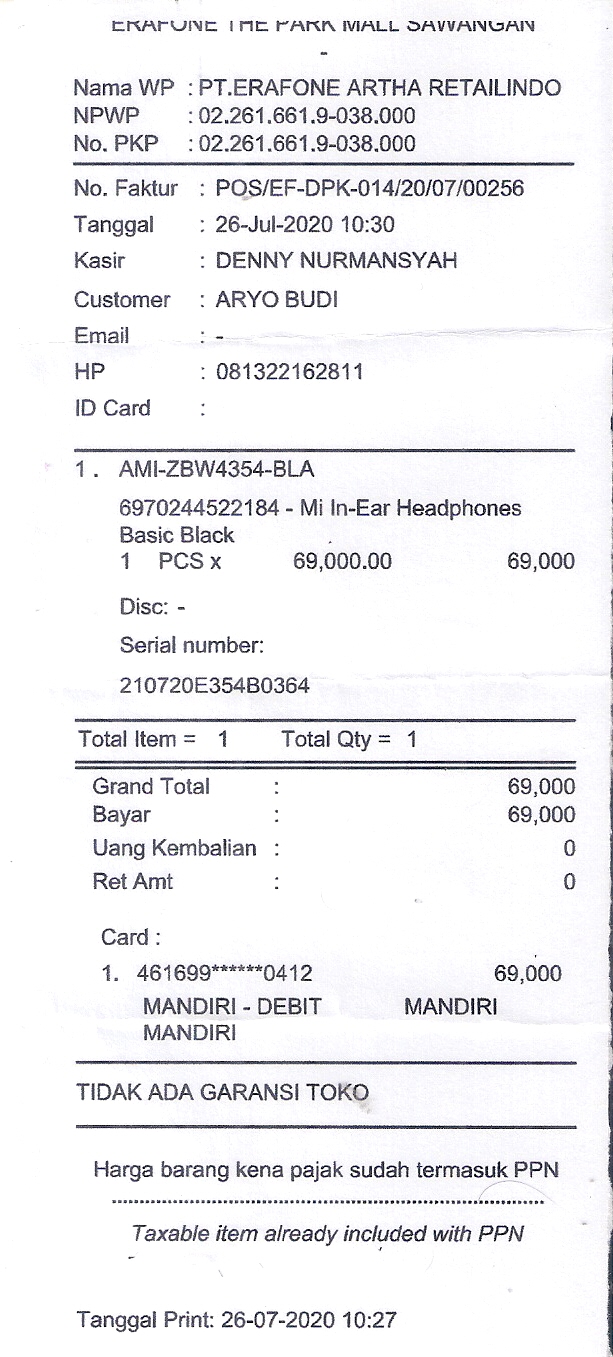 ERAFONE THE PARK MALL SAWANGAN
-
Nama WP : PT.ERAFONE ARTHA RETAILINDO
NPWP : 02.261.661.9-038.000
No. PKP : 02.261.661.9-038.000
No. Faktur : POS/EF-DPK-014/20/07/00256
Tanggal : 26-Jul-2020 10:30
Kasir : DENNY NURMANSYAH
Customer : ARYO BUDI
Email : -
HP : 081322162811
ID Card :
1 . AMI-ZBW4354-BLA
6970244522184 - Mi In-Ear Headphones
Basic Black
1 PCS x 69,000.00 69,000
Disc: -
Serial number:
210720E354B0364
Total Item = 1 Total Qty = 1
Grand Total : 69,000
Bayar : 69,000
Uang Kembalian : 0
Ret Amt : 0
Card :
1. 461699******0412 69,000
MANDIRI - DEBIT MANDIRI
MANDIRI
TIDAK ADA GARANSI TOKO
Harga barang kena pajak sudah termasuk PPN
Taxable item already included with PPN
Tanggal Print: 26-07-2020 10:27